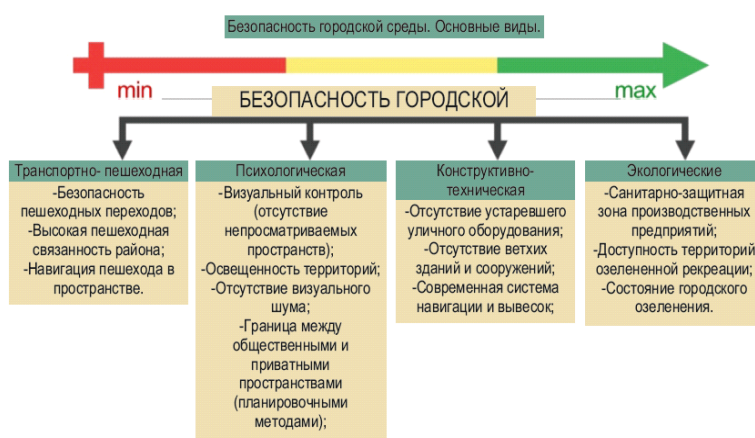 Безопасность городской среды. Основные виды.
min
max
БЕЗОПАСНОСТЬ ГОРОДСКОЙ
Транспортно- пешеходная
-Безопасность
пешеходных переходов;
-Высокая пешеходная
связанность района;
-Навигация пешехода в
пространстве.
Психологическая
-Визуальный контроль
(отсутствие
непросматриваемых
пространств);
-Освещенность территорий;
-Отсутствие визуального
шума;
-Граница между
общественными и
приватными
пространствами
(планировочными
методами);
Конструктивно-
техническая
-Отсутствие устаревшего
уличного оборудования;
-Отсутствие ветхих
зданий и сооружений;
-Современная система
навигации и вывесок;
Экологические
-Санитарно-защитная
зона производственных
предприятий;
-Доступность территорий
озелененной рекреации;
-Состояние городского
озеленения.